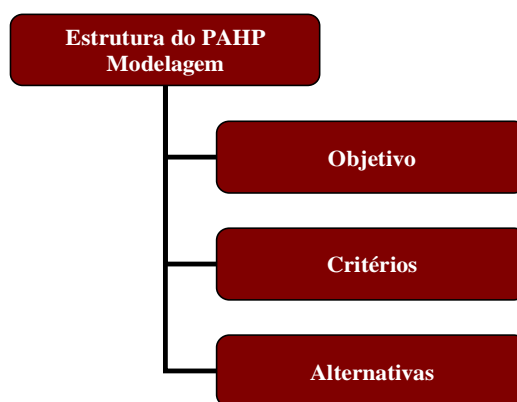 Estrutura do PAHP
Modelagem
Objetivo
Critérios
Alternativas